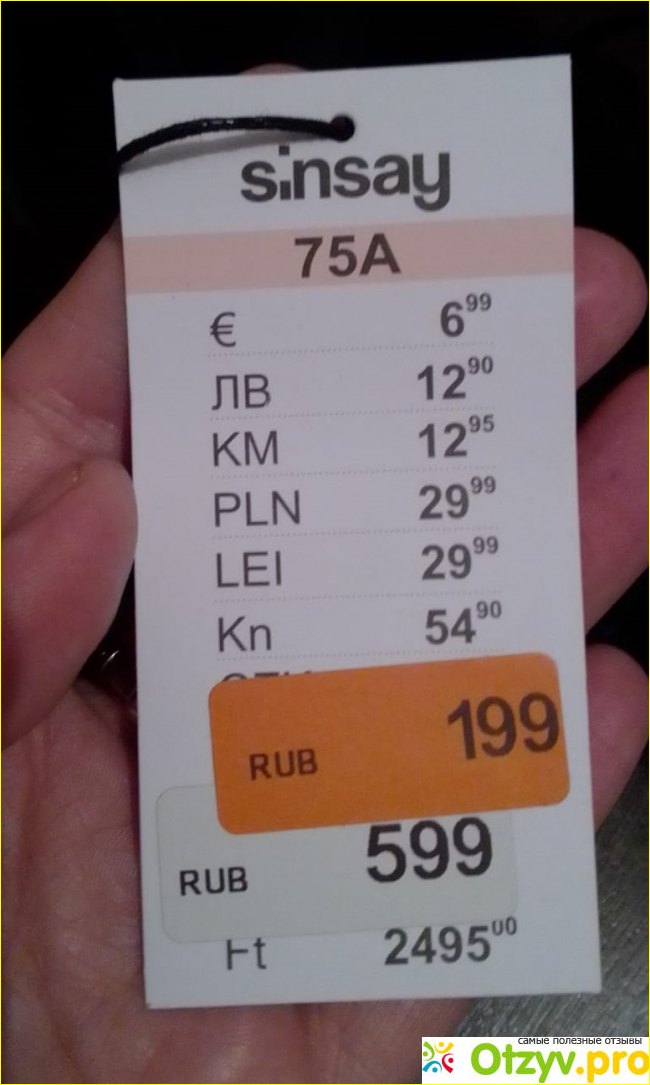 sinsay
75A
€ 6⁹⁹
ЛВ 12⁹⁰
KM 12⁹⁵
PLN 29⁹⁹
LEI 29⁹⁹
Kn 54⁹⁰
RUB 199
RUB 599
Ft 2495⁰⁰
самые полезные отзывы
Otzyv.pro